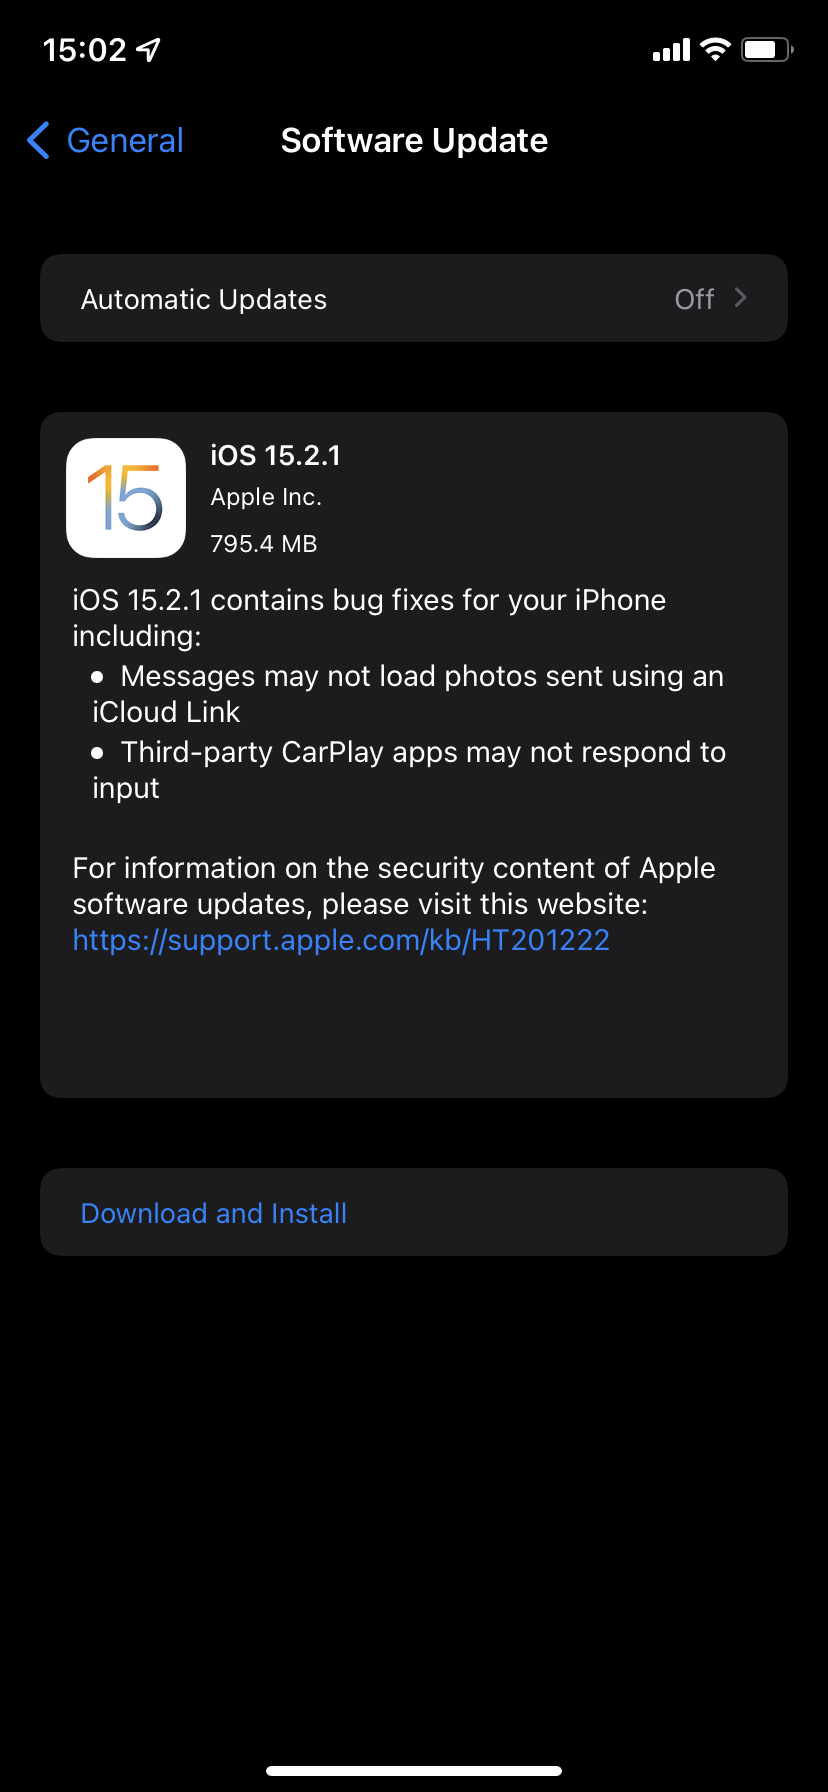 15:02
General
Software Update
Automatic Updates Off
15
iOS 15.2.1
Apple Inc.
795.4 MB
iOS 15.2.1 contains bug fixes for your iPhone
including:
• Messages may not load photos sent using an
iCloud Link
• Third-party CarPlay apps may not respond to
input
For information on the security content of Apple
software updates, please visit this website:
https://support.apple.com/kb/HT201222
Download and Install